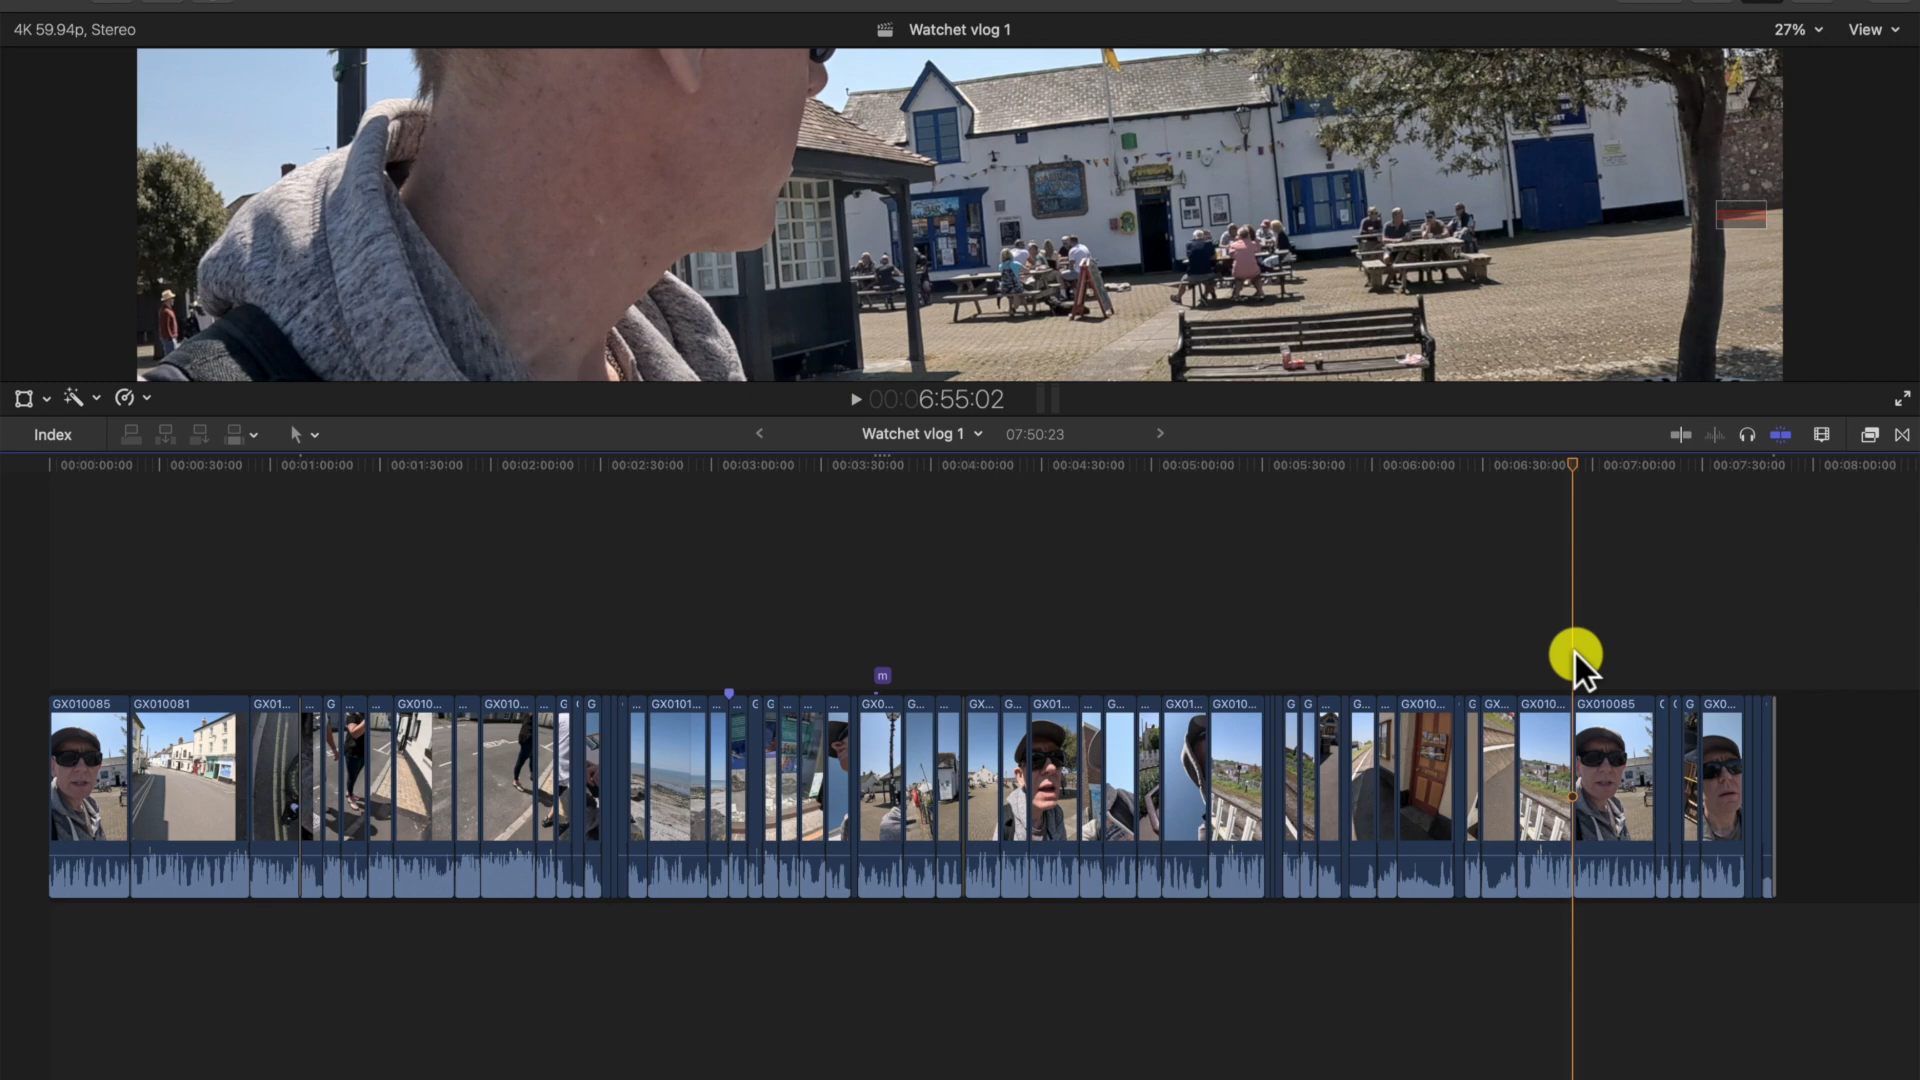 4K 59.94p, Stereo
Watchet vlog 1
27%
View
00:06:55:02
Index
Watchet vlog 1
07:50:23
00:00:00:00 00:00:30:00 00:01:00:00 00:01:30:00 00:02:00:00 00:02:30:00 00:03:00:00 00:03:30:00 00:04:00:00 00:04:30:00 00:05:00:00 00:05:30:00 00:06:00:00 00:06:30:00 00:07:00:00 00:07:30:00 00:08:00:00
m
GX010085 GX010081 GX01... ... G ... ... GX010... ... GX010... ... G G ... GX0101... ... ... G G ... ... ... GX0... G... ... GX... G... GX01... ... G... ... GX01... GX010... G G ... G... ... GX010... G GX... GX010... GX010085 G GX0...